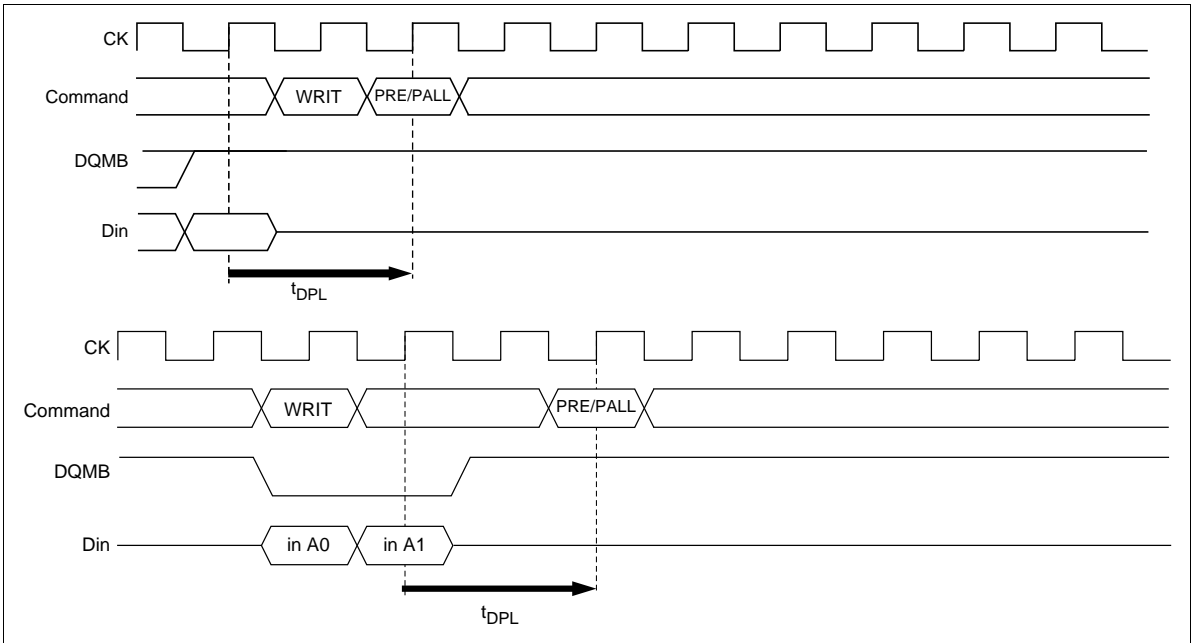 CK
Command WRIT PRE/PALL
DQMB
Din
tDPL
CK
Command WRIT PRE/PALL
DQMB
Din in A0 in A1
tDPL